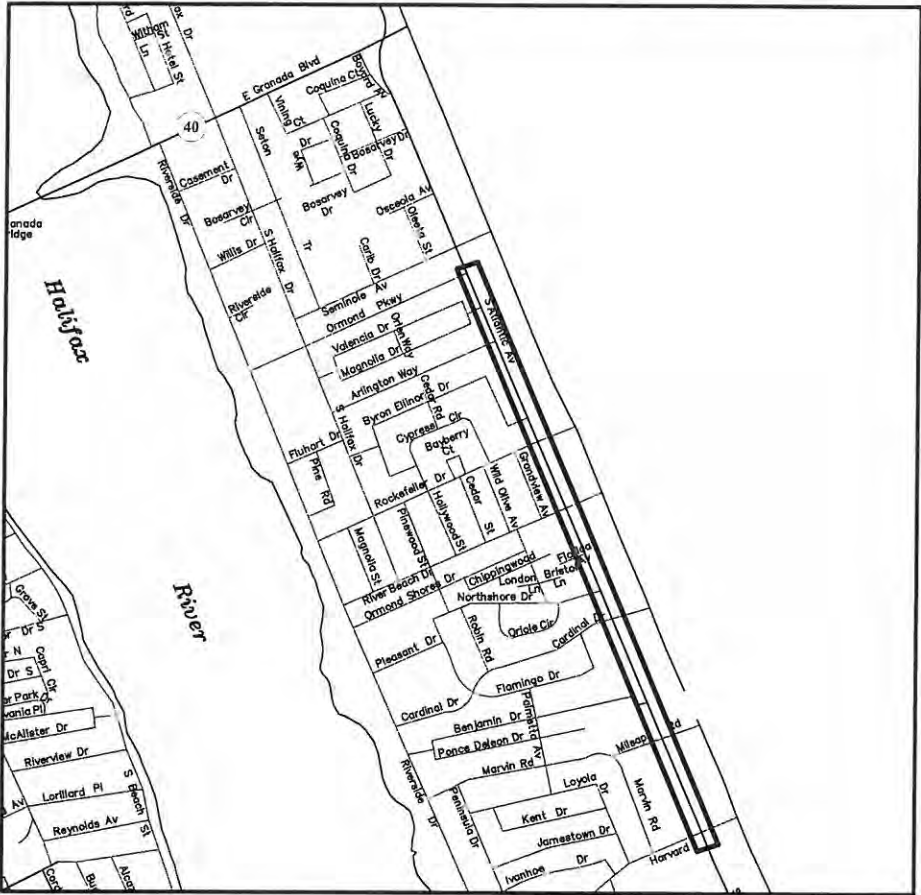 Witham
Ln
S Hotel St
Dr
E Granada Blvd
40
Vining
Ct
Coquina Ct
Lucky
Dr
Coquina
Dr
Bosarvey Dr
Seton
Tr
Casement
Dr
Riverside Dr
Bosarvey
Cir
Bosarvey
Dr
Osceola Av
Oleeta St
Willis Dr
S Halifax Dr
Carib Dr
Riverside
Cir
Seminole Av
Ormond Pkwy
S Atlantic Av
Valencia Dr
Magnolia Dr
Arlington Way
Byron Ellinor Dr
Cedar Rd
Cypress Cir
Bayberry
Ct
Fluhart Dr
S Halifax Dr
Pine Rd
Rockefeller Dr
Cedar St
Wild Olive Av
Grandview Av
Magnolia St
Pinewood St
Hollywood St
River Beach Dr
Ormond Shores Dr
Chippingwood
Ln
London
Ln
Bristol
Northshore Dr
Oriole Cir
Cardinal Dr
Pleasant Dr
Robin Rd
Cardinal Dr
Flamingo Dr
Palmetto Av
Benjamin Dr
Ponce Deleon Dr
Marvin Rd
Milsap Rd
Riverside Dr
Peninsula Dr
Loyola
Dr
Marvin Rd
Kent Dr
Jamestown Dr
Harvard
Ivanhoe Dr
Halifax
River
Grove St
Dr S
Capri Cir
r N
Dr S
er Park
vania Pl
McAlister Dr
Riverview Dr
Lorillard Pl
S Beach St
Reynolds Av